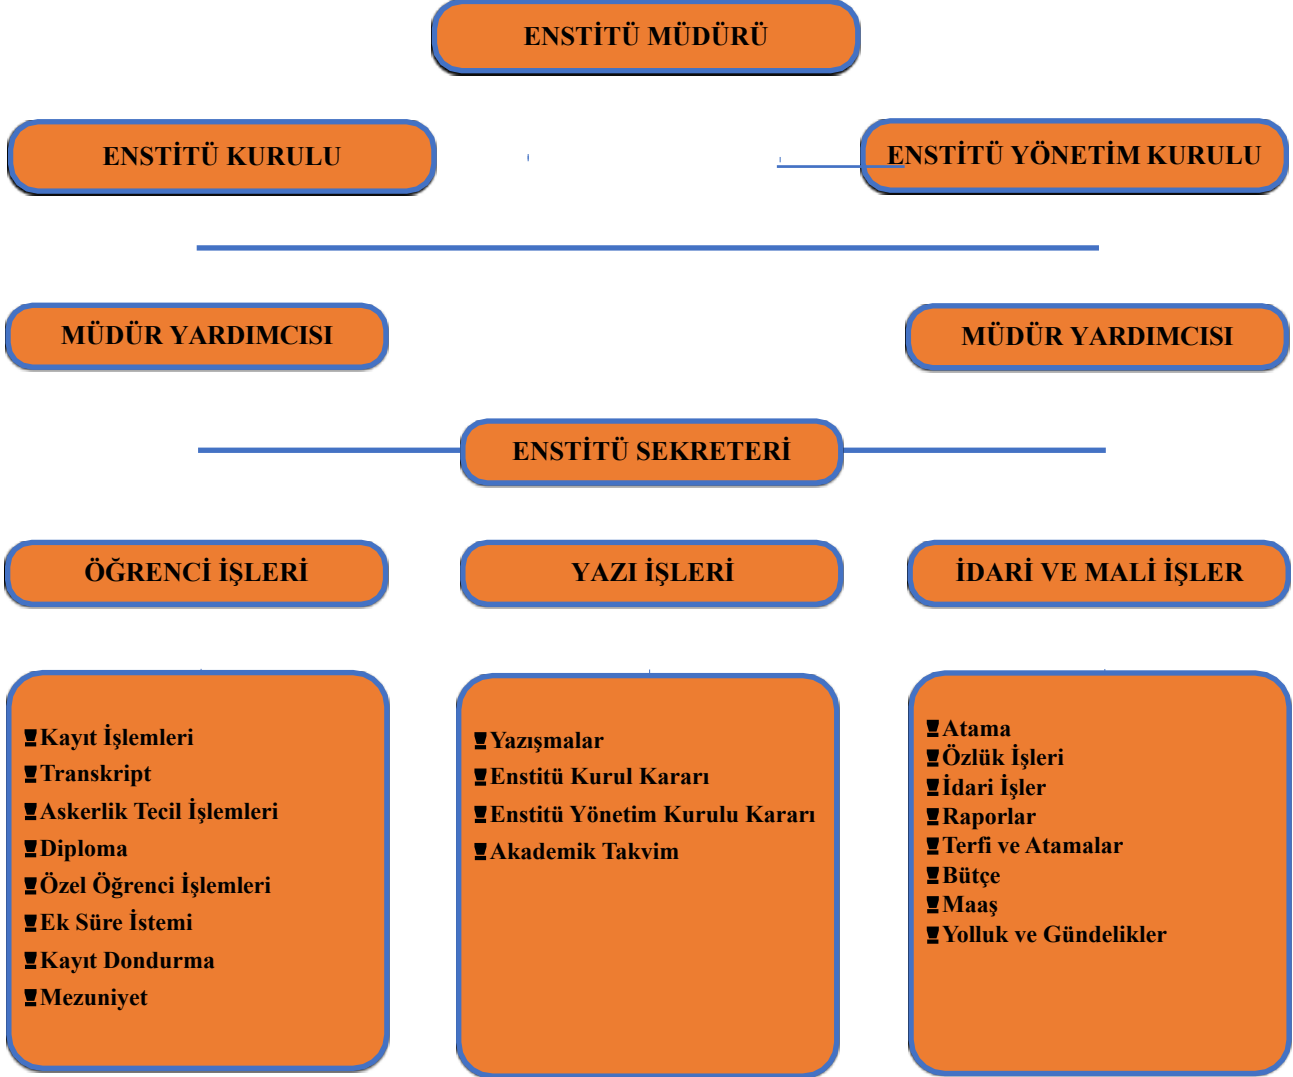 ENSTİTÜ MÜDÜRÜ
ENSTİTÜ KURULU
ENSTİTÜ YÖNETİM KURULU
MÜDÜR YARDIMCISI
MÜDÜR YARDIMCISI
ENSTİTÜ SEKRETERİ
ÖĞRENCİ İŞLERİ
YAZI İŞLERİ
İDARİ VE MALİ İŞLER
Kayıt İşlemleri
Transkript
Askerlik Tecil İşlemleri
Diploma
Özel Öğrenci İşlemleri
Ek Süre İstemi
Kayıt Dondurma
Mezuniyet
Yazışmalar
Enstitü Kurul Kararı
Enstitü Yönetim Kurulu Kararı
Akademik Takvim
Atama
Özlük İşleri
İdari İşler
Raporlar
Terfi ve Atamalar
Bütçe
Maaş
Yolluk ve Gündelikler